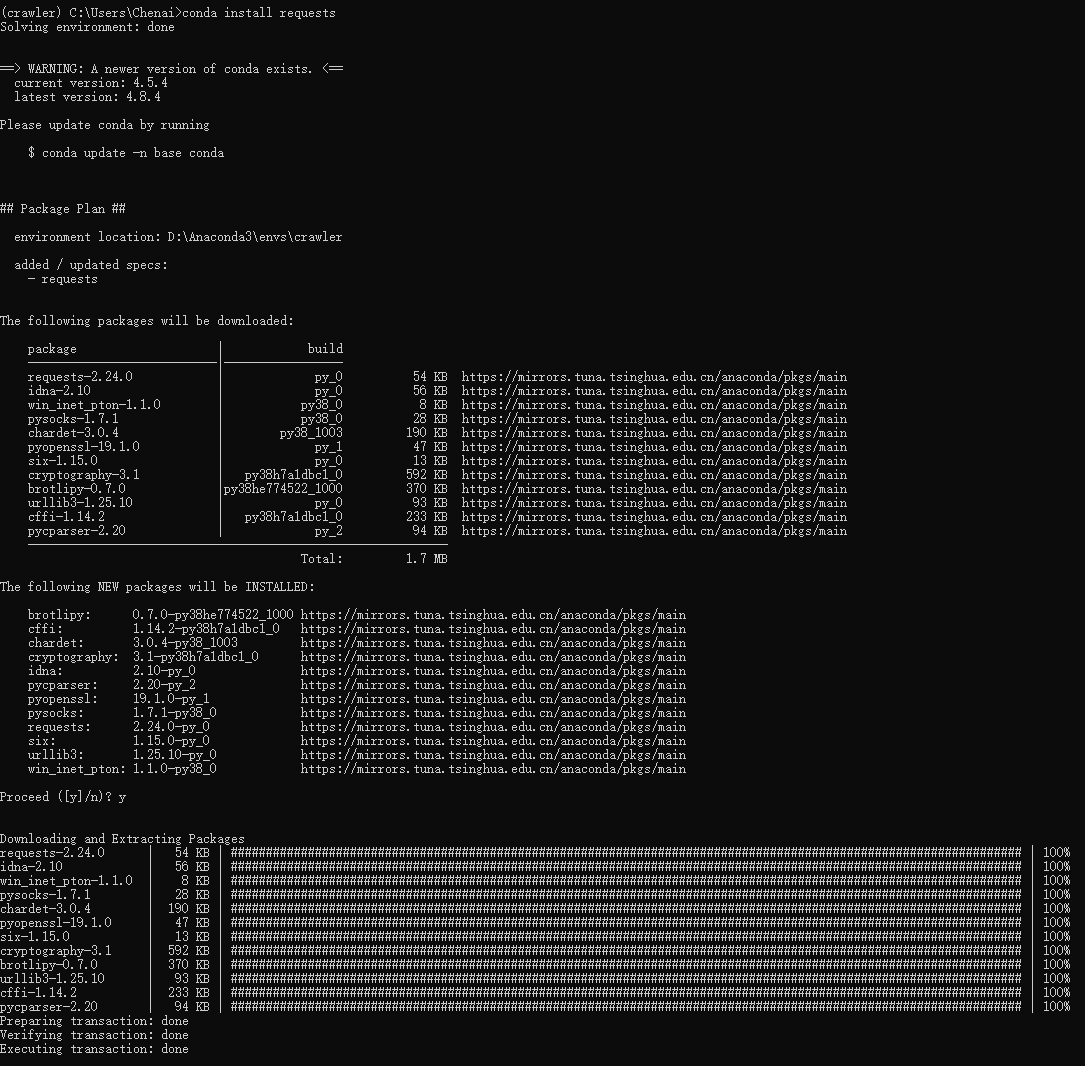 (crawler) C:\Users\Chenai>conda install requests
Solving environment: done
==> WARNING: A newer version of conda exists. <==
current version: 4.5.4
latest version: 4.8.4
Please update conda by running
$ conda update -n base conda
## Package Plan ##
environment location: D:\Anaconda3\envs\crawler
added / updated specs:
- requests
The following packages will be downloaded:
package | build
requests-2.24.0 | py_0 54 KB https://mirrors.tuna.tsinghua.edu.cn/anaconda/pkgs/main
idna-2.10 | py_0 56 KB https://mirrors.tuna.tsinghua.edu.cn/anaconda/pkgs/main
win_inet_pton-1.1.0 | py38_0 8 KB https://mirrors.tuna.tsinghua.edu.cn/anaconda/pkgs/main
pysocks-1.7.1 | py38_0 28 KB https://mirrors.tuna.tsinghua.edu.cn/anaconda/pkgs/main
chardet-3.0.4 | py38_1003 190 KB https://mirrors.tuna.tsinghua.edu.cn/anaconda/pkgs/main
pyopenssl-19.1.0 | py_1 47 KB https://mirrors.tuna.tsinghua.edu.cn/anaconda/pkgs/main
six-1.15.0 | py_0 13 KB https://mirrors.tuna.tsinghua.edu.cn/anaconda/pkgs/main
cryptography-3.1 | py38h7a1dbc1_0 592 KB https://mirrors.tuna.tsinghua.edu.cn/anaconda/pkgs/main
brotlipy-0.7.0 | py38he774522_1000 370 KB https://mirrors.tuna.tsinghua.edu.cn/anaconda/pkgs/main
urllib3-1.25.10 | py_0 93 KB https://mirrors.tuna.tsinghua.edu.cn/anaconda/pkgs/main
cffi-1.14.2 | py38h7a1dbc1_0 233 KB https://mirrors.tuna.tsinghua.edu.cn/anaconda/pkgs/main
pycparser-2.20 | py_2 94 KB https://mirrors.tuna.tsinghua.edu.cn/anaconda/pkgs/main
Total: 1.7 MB
The following NEW packages will be INSTALLED:
brotlipy: 0.7.0-py38he774522_1000 https://mirrors.tuna.tsinghua.edu.cn/anaconda/pkgs/main
cffi: 1.14.2-py38h7a1dbc1_0 https://mirrors.tuna.tsinghua.edu.cn/anaconda/pkgs/main
chardet: 3.0.4-py38_1003 https://mirrors.tuna.tsinghua.edu.cn/anaconda/pkgs/main
cryptography: 3.1-py38h7a1dbc1_0 https://mirrors.tuna.tsinghua.edu.cn/anaconda/pkgs/main
idna: 2.10-py_0 https://mirrors.tuna.tsinghua.edu.cn/anaconda/pkgs/main
pycparser: 2.20-py_2 https://mirrors.tuna.tsinghua.edu.cn/anaconda/pkgs/main
pyopenssl: 19.1.0-py_1 https://mirrors.tuna.tsinghua.edu.cn/anaconda/pkgs/main
pysocks: 1.7.1-py38_0 https://mirrors.tuna.tsinghua.edu.cn/anaconda/pkgs/main
requests: 2.24.0-py_0 https://mirrors.tuna.tsinghua.edu.cn/anaconda/pkgs/main
six: 1.15.0-py_0 https://mirrors.tuna.tsinghua.edu.cn/anaconda/pkgs/main
urllib3: 1.25.10-py_0 https://mirrors.tuna.tsinghua.edu.cn/anaconda/pkgs/main
win_inet_pton: 1.1.0-py38_0 https://mirrors.tuna.tsinghua.edu.cn/anaconda/pkgs/main
Proceed ([y]/n)? y
Downloading and Extracting Packages
requests-2.24.0 | 54 KB | ################ | 100%
idna-2.10 | 56 KB | ################ | 100%
win_inet_pton-1.1.0 | 8 KB | ################ | 100%
pysocks-1.7.1 | 28 KB | ################ | 100%
chardet-3.0.4 | 190 KB | ################ | 100%
pyopenssl-19.1.0 | 47 KB | ################ | 100%
six-1.15.0 | 13 KB | ################ | 100%
cryptography-3.1 | 592 KB | ################ | 100%
brotlipy-0.7.0 | 370 KB | ################ | 100%
urllib3-1.25.10 | 93 KB | ################ | 100%
cffi-1.14.2 | 233 KB | ################ | 100%
pycparser-2.20 | 94 KB | ################ | 100%
Preparing transaction: done
Verifying transaction: done
Executing transaction: done